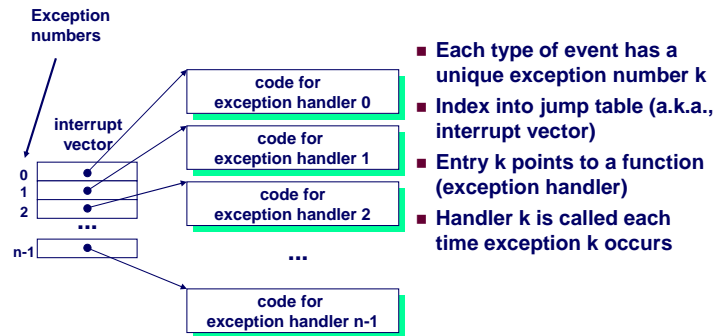 Exception
numbers
interrupt
vector
0
1
2
...
n-1
code for
exception handler 0
code for
exception handler 1
code for
exception handler 2
...
code for
exception handler n-1
■ Each type of event has a
unique exception number k
■ Index into jump table (a.k.a.,
interrupt vector)
■ Entry k points to a function
(exception handler)
■ Handler k is called each
time exception k occurs